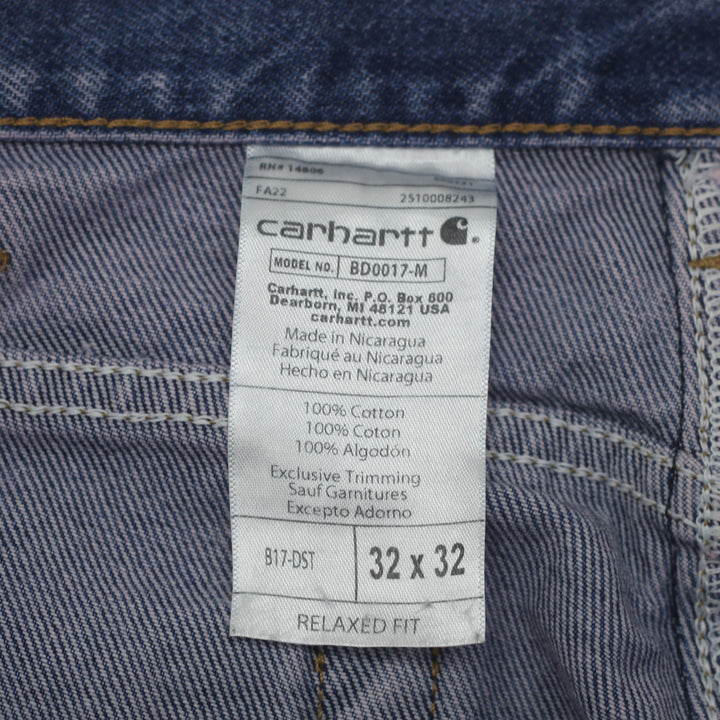 RN# 14806
FA22 2510008243
carhartt
MODEL NO. BD0017-M
Carhartt, Inc. P.O. Box 600
Dearborn, MI 48121 USA
carhartt.com
Made in Nicaragua
Fabriqué au Nicaragua
Hecho en Nicaragua
100% Cotton
100% Coton
100% Algodón
Exclusive Trimming
Sauf Garnitures
Excepto Adorno
B17-DST 32 x 32
RELAXED FIT